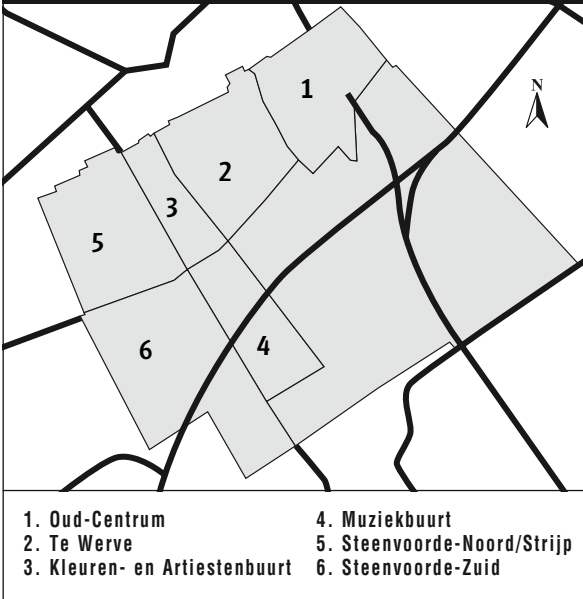 N
1
2
3
5
4
6
1. Oud-Centrum
2. Te Werve
3. Kleuren- en Artiestenbuurt
4. Muziekbuurt
5. Steenvoorde-Noord/Strijp
6. Steenvoorde-Zuid